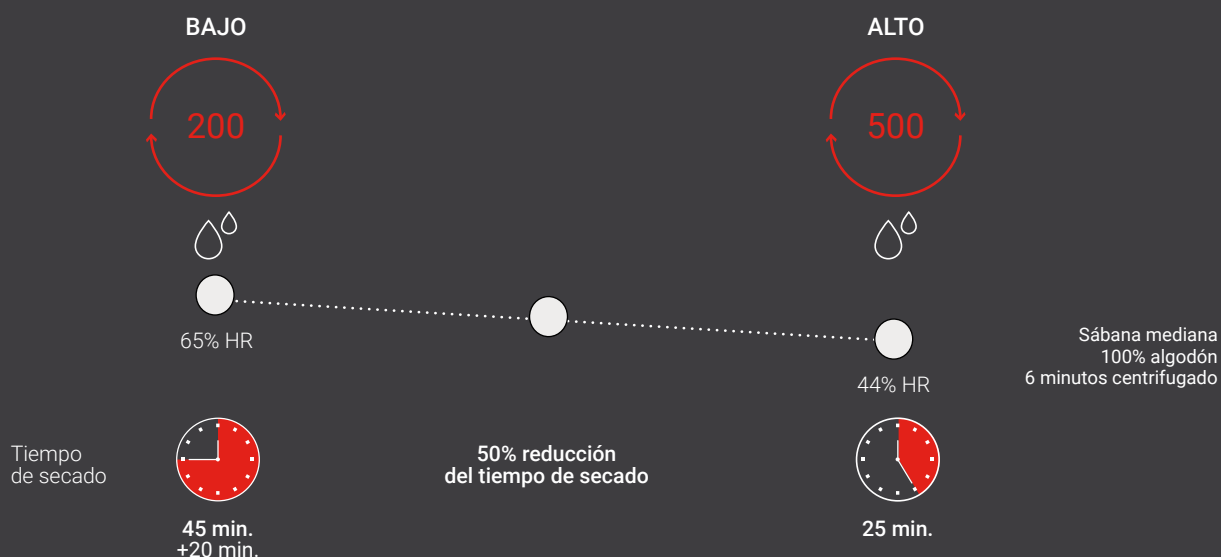 BAJO
ALTO
200
500
65% HR
44% HR
Sábana mediana
100% algodón
6 minutos centrifugado
Tiempo
de secado
50% reducción
del tiempo de secado
45 min.
+20 min.
25 min.